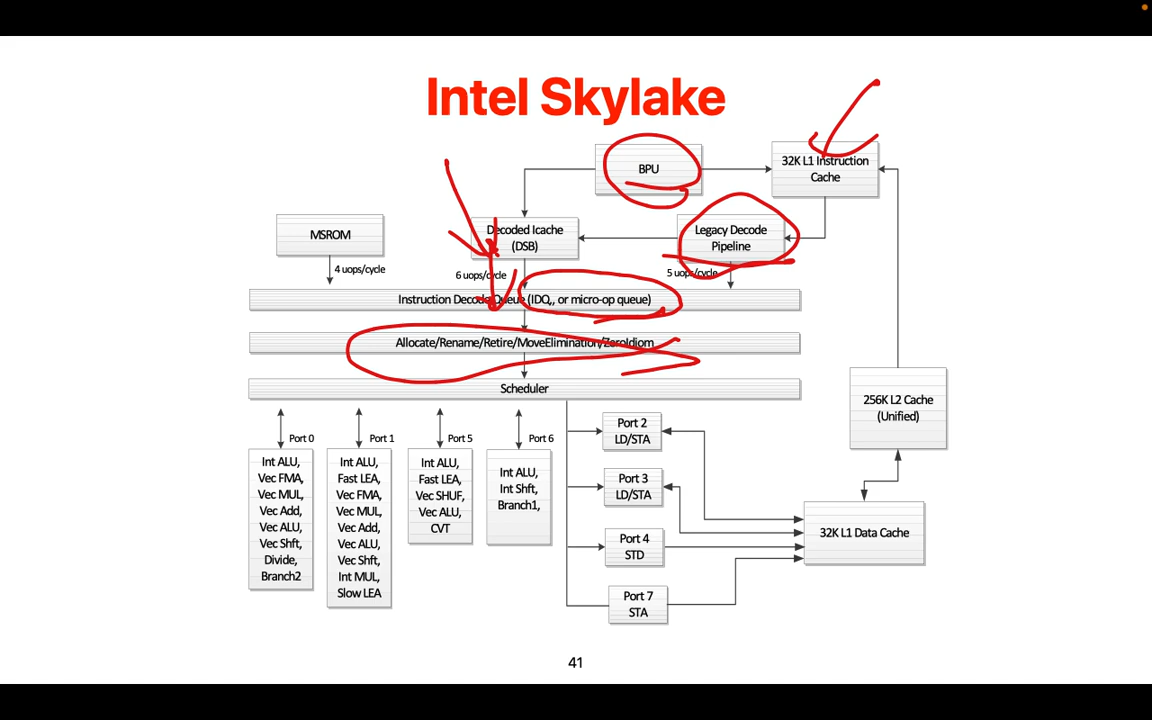 Intel Skylake
BPU
32K L1 Instruction
Cache
MSROM
Decoded Icache
(DSB)
Legacy Decode
Pipeline
4 uops/cycle
6 uops/cycle
5 uops/cycle
Instruction Decode Queue (IDQ,, or micro-op queue)
Allocate/Rename/Retire/MoveElimination/ZeroIdiom
Scheduler
256K L2 Cache
(Unified)
Port 0
Int ALU,
Vec FMA,
Vec MUL,
Vec Add,
Vec ALU,
Vec Shft,
Divide,
Branch2
Port 1
Int ALU,
Fast LEA,
Vec FMA,
Vec MUL,
Vec Add,
Vec ALU,
Vec Shft,
Int MUL,
Slow LEA
Port 5
Int ALU,
Fast LEA,
Vec SHUF,
Vec ALU,
CVT
Port 6
Int ALU,
Int Shft,
Branch1,
Port 2
LD/STA
Port 3
LD/STA
Port 4
STD
Port 7
STA
32K L1 Data Cache
41